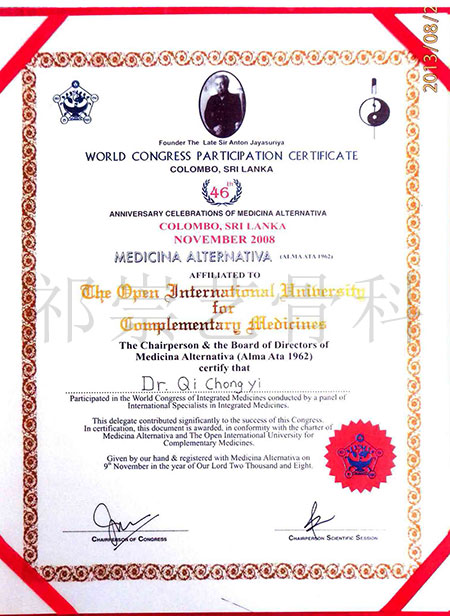 2013/08/2
Founder The Late Sir Anton Jayasuriya
WORLD CONGRESS PARTICIPATION CERTIFICATE
COLOMBO, SRI LANKA
46th
ANNIVERSARY CELEBRATIONS OF MEDICINA ALTERNATIVA
COLOMBO, SRI LANKA
NOVEMBER 2008
MEDICINA ALTERNATIVA (ALMA ATA 1962)
AFFILIATED TO
The Open International University
for
Complementary Medicines
祁崇艺骨科
The Chairperson & the Board of Directors of
Medicina Alternativa (Alma Ata 1962)
certify that
Dr. Qi Chong yi
Participated in the World Congress of Integrated Medicines conducted by a panel of
International Specialists in Integrated Medicines.
This delegate contributed significantly to the success of this Congress.
In certification, this document is awarded, in conformity with the charter of
Medicina Alternativa and The Open International University for
Complementary Medicines.
Given by our hand & registered with Medicina Alternativa on
9th November in the year of Our Lord Two Thousand and Eight.
CHAIRPERSON OF CONGRESS
CHAIRPERSON SCIENTIFIC SESSION